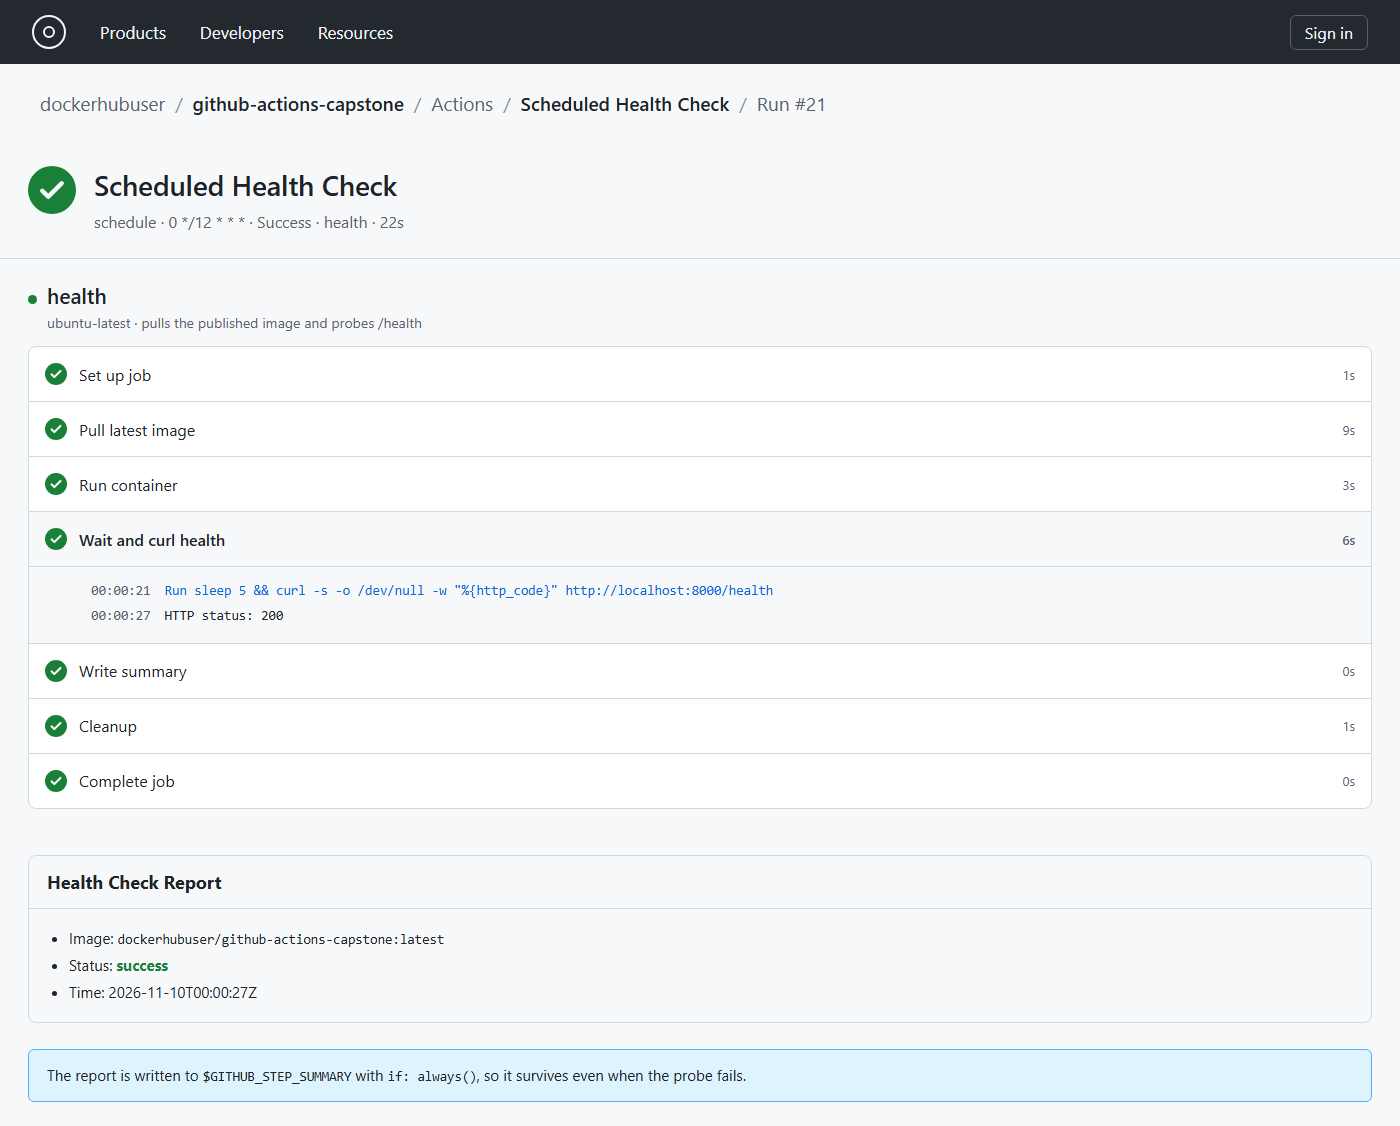 Products Developers Resources Sign in
dockerhubuser / github-actions-capstone / Actions / Scheduled Health Check / Run #21
Scheduled Health Check
schedule · 0 */12 * * * · Success · health · 22s
health
ubuntu-latest · pulls the published image and probes /health
Set up job 1s
Pull latest image 9s
Run container 3s
Wait and curl health 6s
00:00:21 Run sleep 5 && curl -s -o /dev/null -w "%{http_code}" http://localhost:8000/health
00:00:27 HTTP status: 200
Write summary 0s
Cleanup 1s
Complete job 0s
Health Check Report
• Image: dockerhubuser/github-actions-capstone:latest
• Status: success
• Time: 2026-11-10T00:00:27Z
The report is written to $GITHUB_STEP_SUMMARY with if: always(), so it survives even when the probe fails.